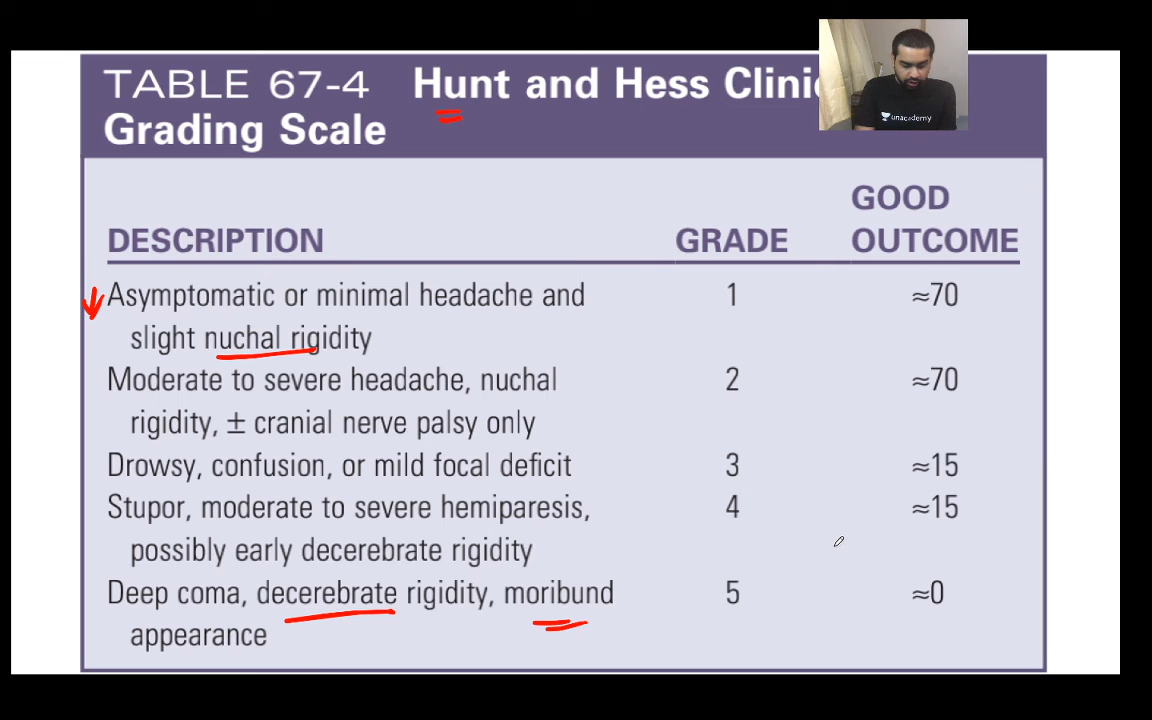 TABLE 67-4 Hunt and Hess Clini
Grading Scale
GOOD
DESCRIPTION GRADE OUTCOME
Asymptomatic or minimal headache and 1 ≈70
slight nuchal rigidity
Moderate to severe headache, nuchal 2 ≈70
rigidity, ± cranial nerve palsy only
Drowsy, confusion, or mild focal deficit 3 ≈15
Stupor, moderate to severe hemiparesis, 4 ≈15
possibly early decerebrate rigidity
Deep coma, decerebrate rigidity, moribund 5 ≈0
appearance
unacademy